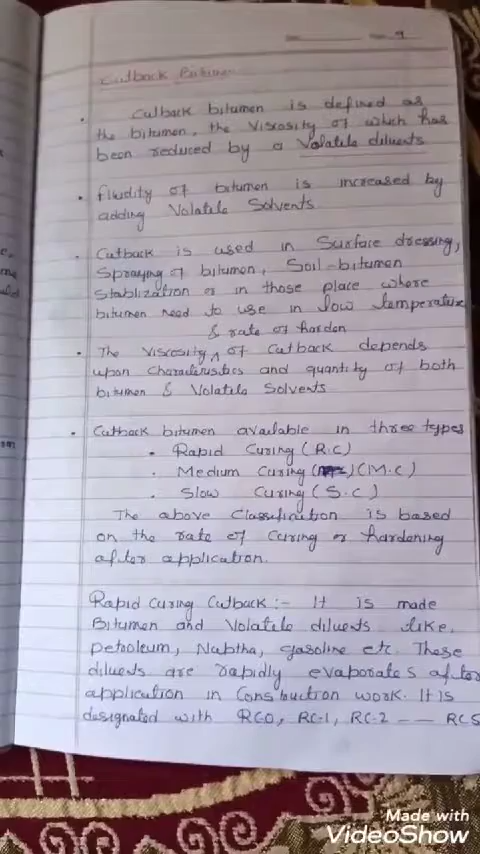 9
Cutback Bitumen
• Cutback bitumen is defined as
the bitumen, the Viscosity of which has
been reduced by a Volatile diluents
• fluidity of bitumen is increased by
adding Volatile Solvents
• Cutback is used in Surface dressing,
Spraying of bitumen, Soil-bitumen
Stablization or in those place where
bitumen need to use in low temperature
& rate of harden
• The Viscosity ^ of Cutback depends
upon Charateristics and quantity of both
bitumen & Volatile Solvents
• Cutback bitumen available in three types
• Rapid Curing (R.C)
• Medium Curing (M.C)
• Slow Curing (S.C)
The above Classification is based
on the rate of Curing or hardening
after application.
Rapid Curing Cutback :- It is made
Bitumen and Volatile diluents like.
petroleum, Nabtha, gasoline etc. These
diluents are rapidly evaporates after
application in Construction work. It is
designated with RC0, RC-1, RC-2 -- RC5
Made with
VideoShow